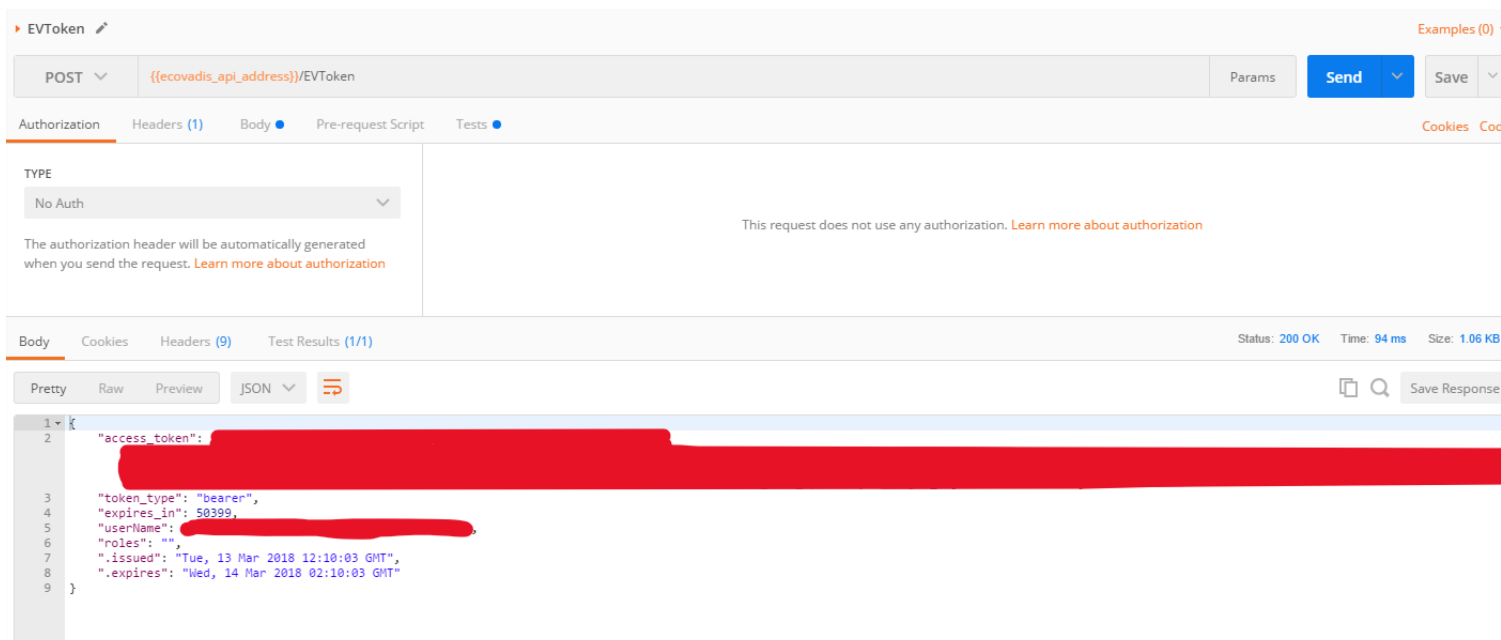 EVToken
Examples (0)
POST {{ecovadis_api_address}}/EVToken Params Send Save
Authorization Headers (1) Body Pre-request Script Tests Cookies
TYPE
No Auth
This request does not use any authorization. Learn more about authorization
The authorization header will be automatically generated
when you send the request. Learn more about authorization
Body Cookies Headers (9) Test Results (1/1) Status: 200 OK Time: 94 ms Size: 1.06 KB
Pretty Raw Preview JSON Save Response
1 {
2 "access_token":
3 "token_type": "bearer",
4 "expires_in": 50399,
5 "userName": ,
6 "roles": "",
7 ".issued": "Tue, 13 Mar 2018 12:10:03 GMT",
8 ".expires": "Wed, 14 Mar 2018 02:10:03 GMT"
9 }